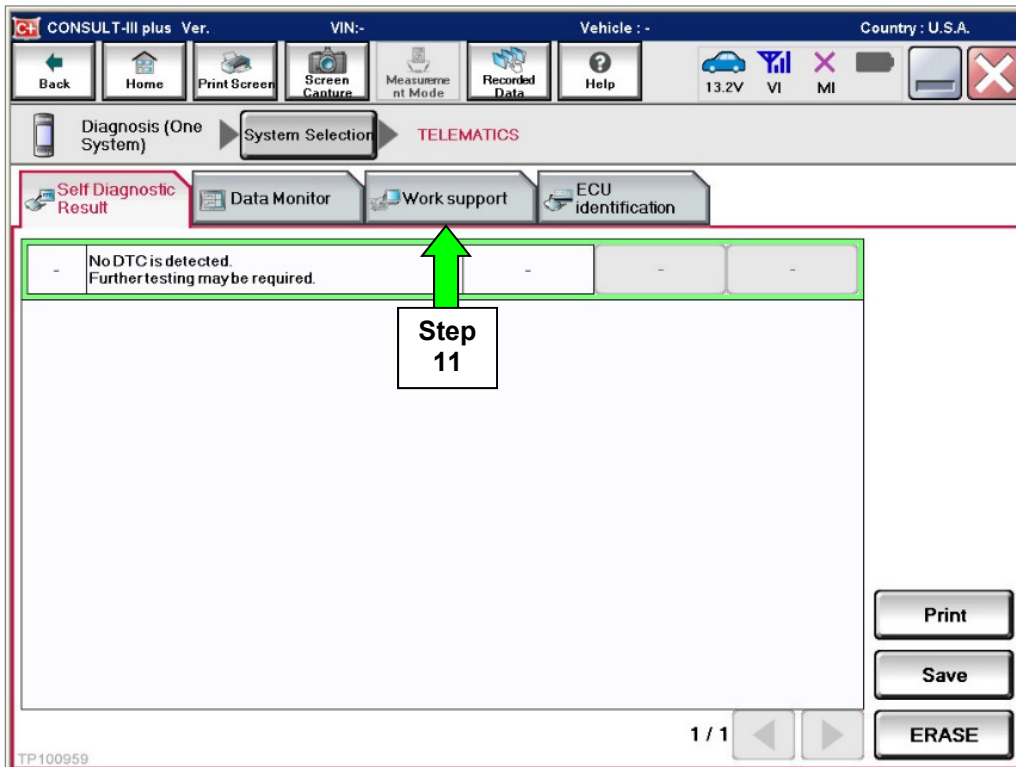 C+ CONSULT-III plus Ver. VIN:- Vehicle : - Country : U.S.A.
Back
Home
Print Screen
Screen
Capture
Measureme
nt Mode
Recorded
Data
?
Help
13.2V
VI
MI
Diagnosis (One
System)
System Selection
TELEMATICS
Self Diagnostic
Result
Data Monitor
Work support
ECU
identification
-
No DTC is detected.
Further testing may be required.
-
-
-
Step
11
Print
Save
1 / 1
ERASE
TP100959